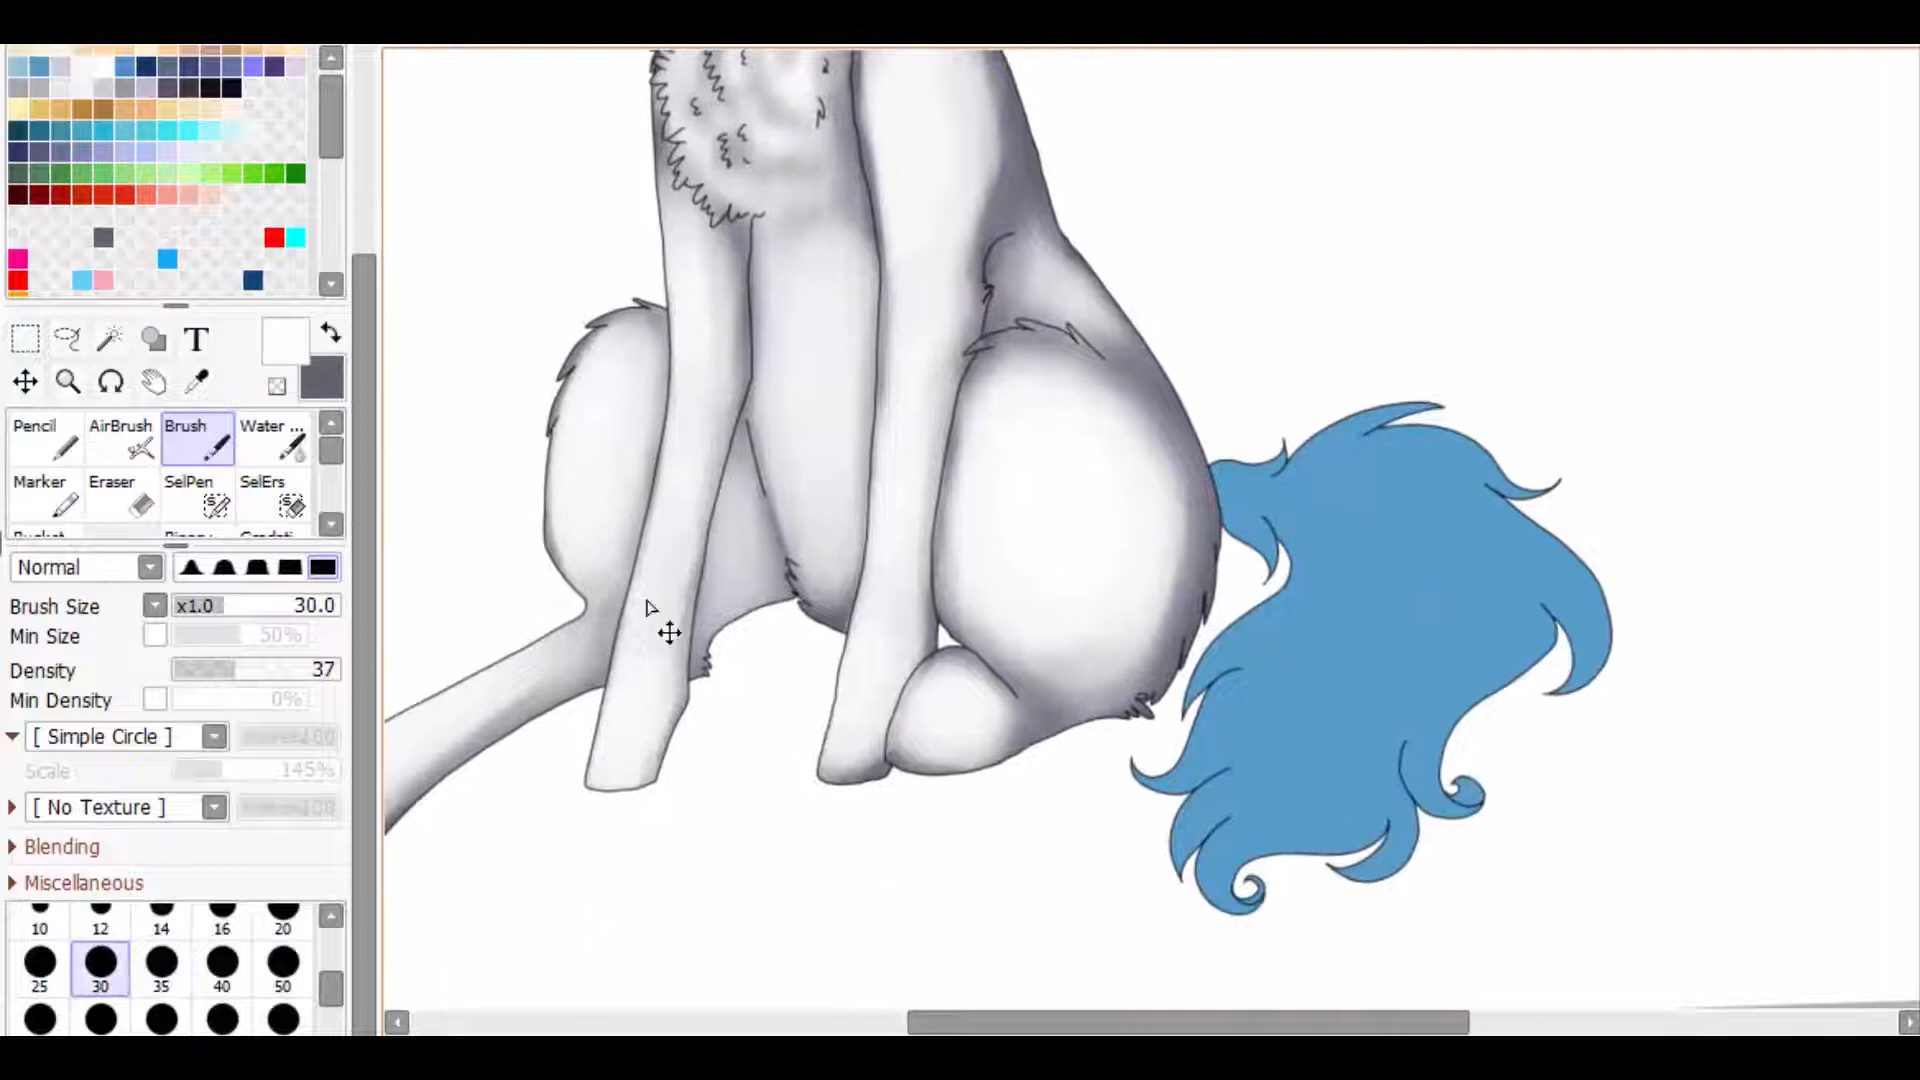 T
Pencil AirBrush Brush Water ...
Marker Eraser SelPen SelErs
Normal
Brush Size x1.0 30.0
Min Size 50%
Density 37
Min Density 0%
[ Simple Circle ]
Scale 145%
[ No Texture ]
Blending
Miscellaneous
10 12 14 16 20
25 30 35 40 50